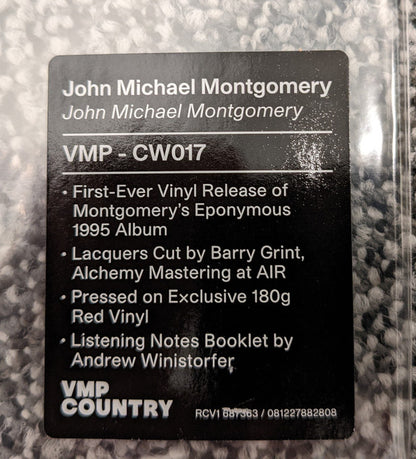 John Michael Montgomery
John Michael Montgomery
VMP - CW017
• First-Ever Vinyl Release of
Montgomery's Eponymous
1995 Album
• Lacquers Cut by Barry Grint,
Alchemy Mastering at AIR
• Pressed on Exclusive 180g
Red Vinyl
• Listening Notes Booklet by
Andrew Winistorfer
VMP
COUNTRY
RCV1 687363 / 081227882808